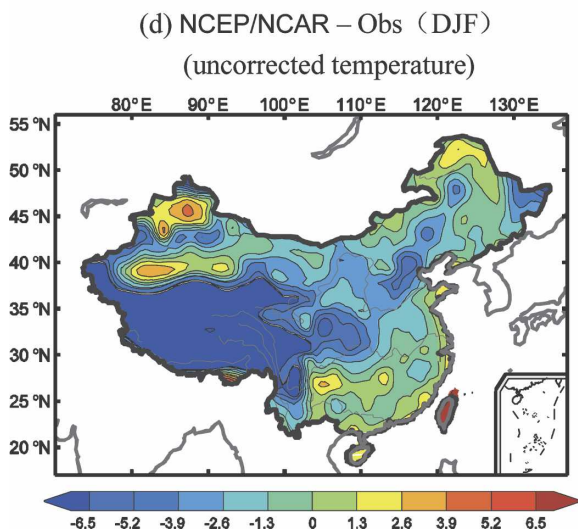 (d) NCEP/NCAR – Obs（DJF）
(uncorrected temperature)
80°E 90°E 100°E 110°E 120°E 130°E
55 °N
50 °N
45 °N
40 °N
35 °N
30 °N
25 °N
20 °N
-6.5 -5.2 -3.9 -2.6 -1.3 0 1.3 2.6 3.9 5.2 6.5